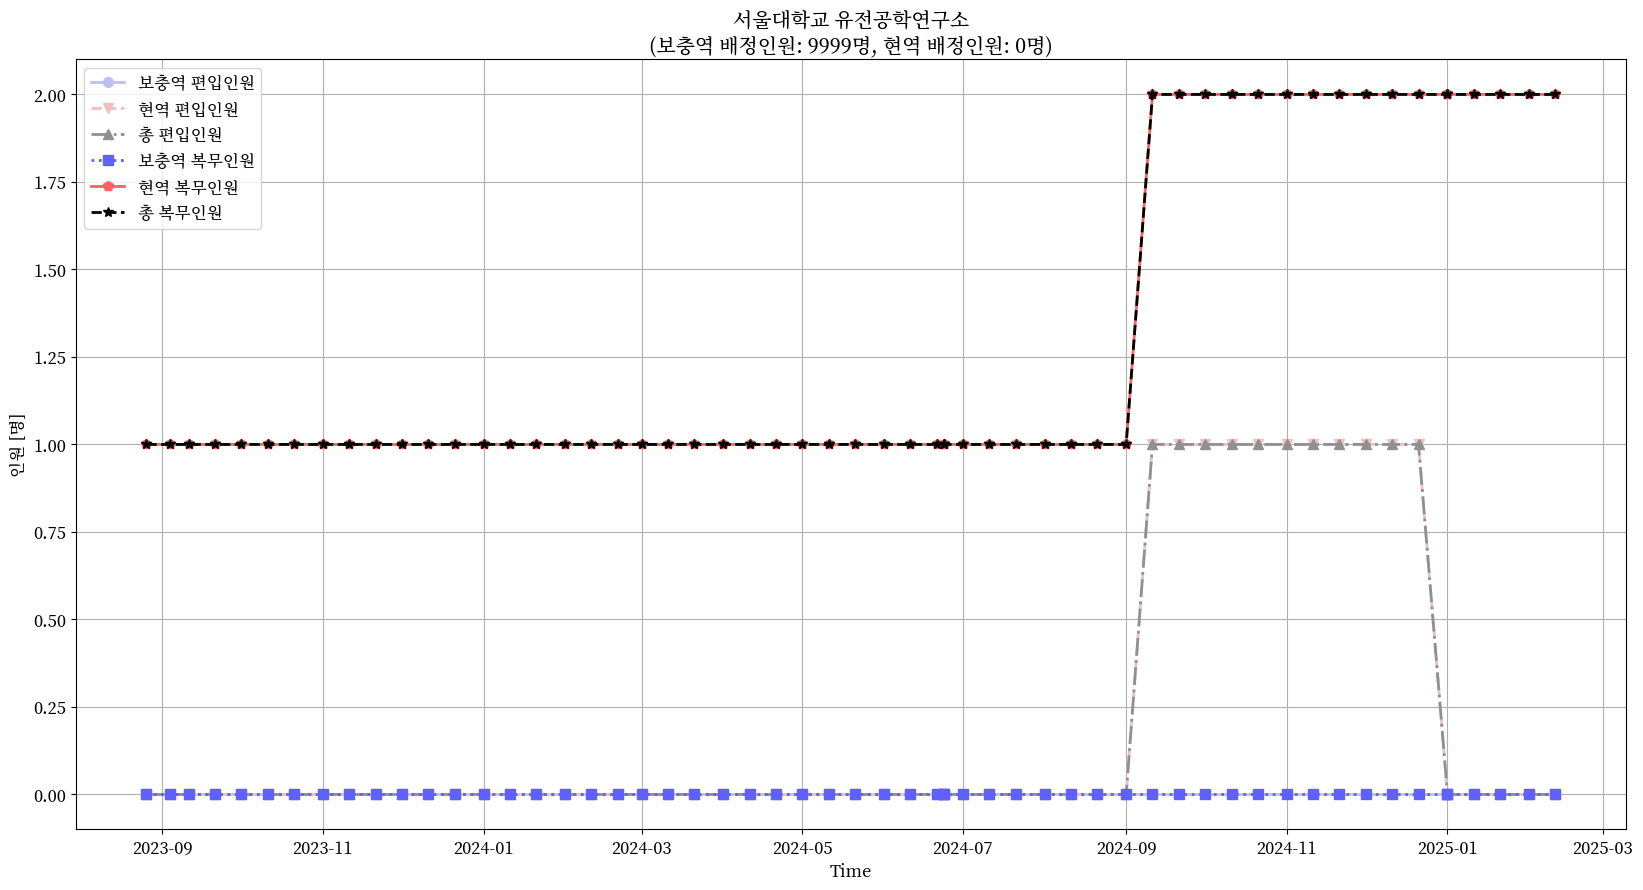 서울대학교 유전공학연구소
(보충역 배정인원: 9999명, 현역 배정인원: 0명)
보충역 편입인원
현역 편입인원
총 편입인원
보충역 복무인원
현역 복무인원
총 복무인원
2.00
1.75
1.50
1.25
1.00
0.75
0.50
0.25
0.00
인원 [명]
2023-09
2023-11
2024-01
2024-03
2024-05
2024-07
2024-09
2024-11
2025-01
2025-03
Time